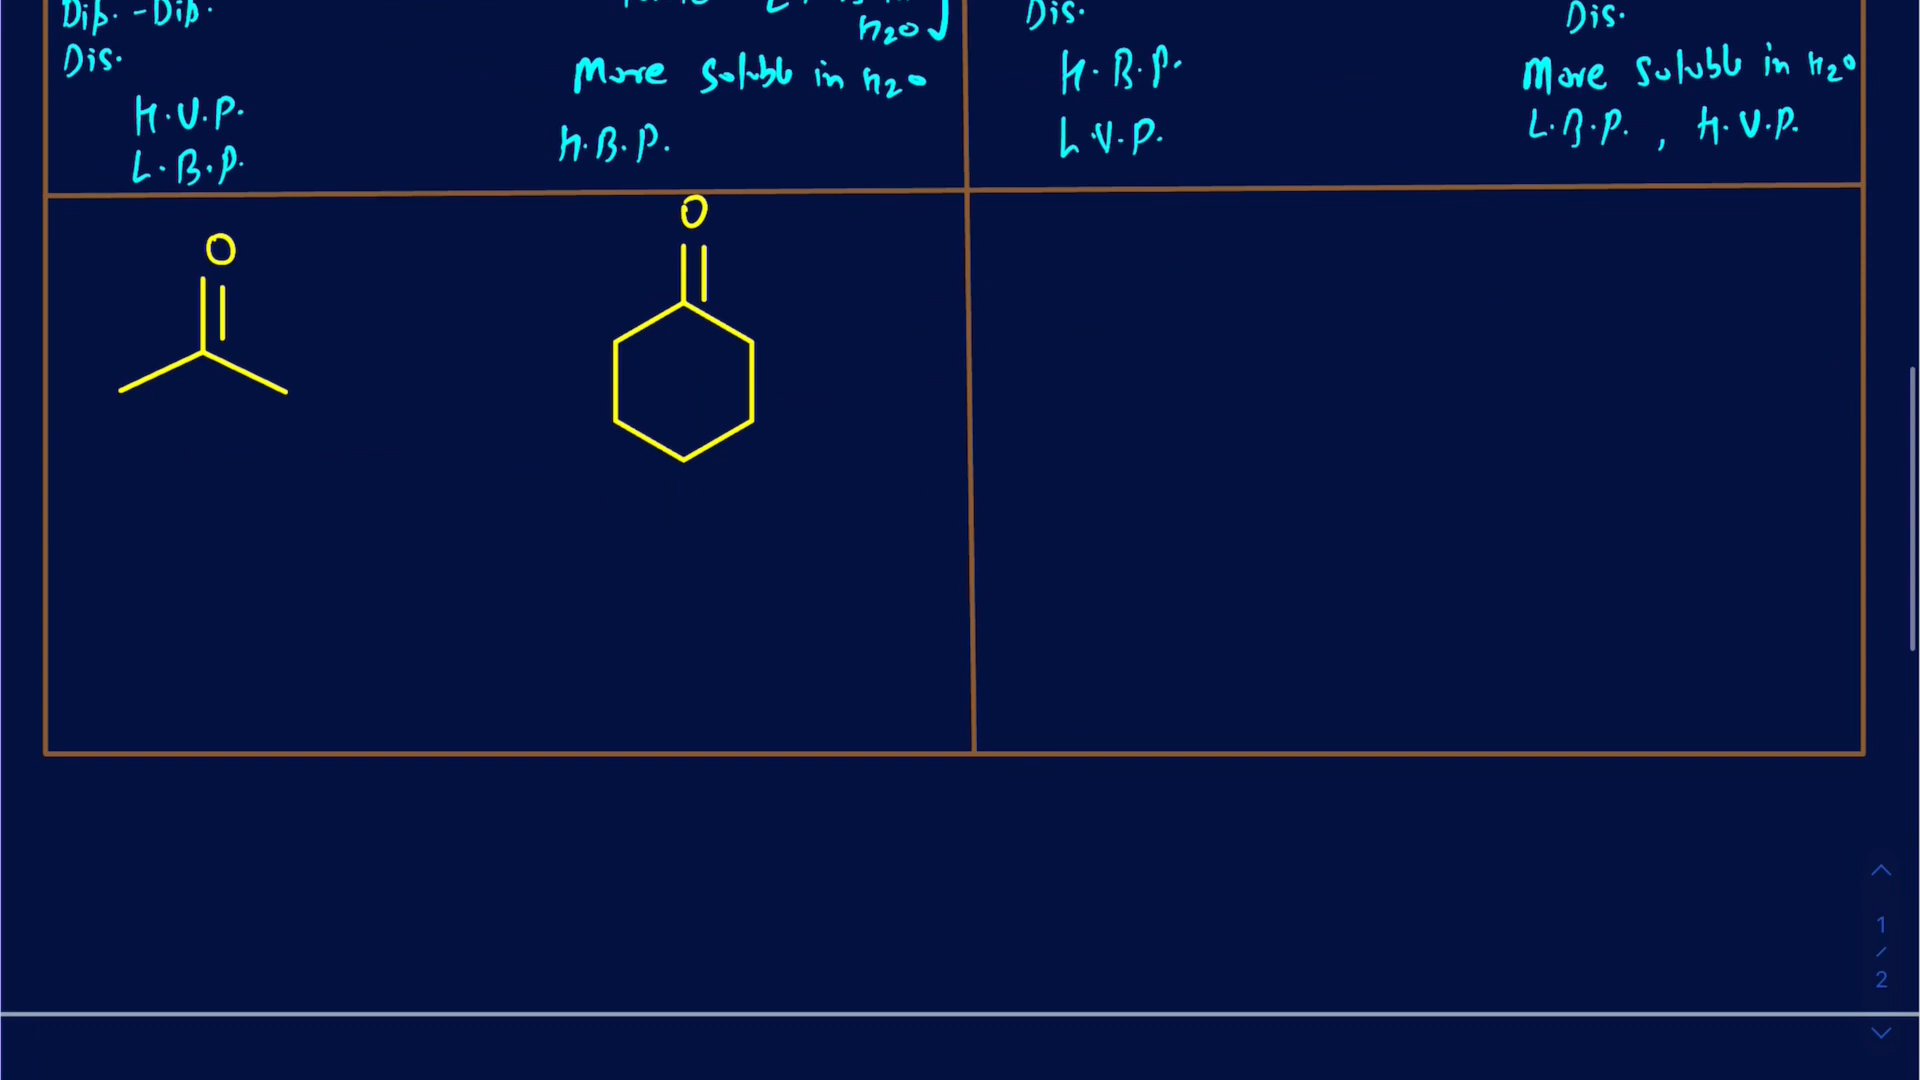 Dip. - Dip.
Dis.
H.V.P.
L.B.P.
H2O
More soluble in H2O
H.B.P.
Dis.
H.B.P.
L.V.P.
Dis.
More soluble in H2O
L.B.P., H.V.P.
O
O
1
/
2